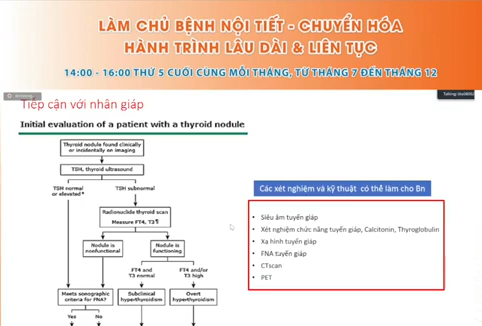 LÀM CHỦ BỆNH NỘI TIẾT - CHUYỂN HÓA
HÀNH TRÌNH LÂU DÀI & LIÊN TỤC
14:00 - 16:00 THỨ 5 CUỐI CÙNG MỖI THÁNG, TỪ THÁNG 7 ĐẾN THÁNG 12
Tiếp cận với nhân giáp
Initial evaluation of a patient with a thyroid nodule
Thyroid nodule found clinically
or incidentally on imaging
TSH, thyroid ultrasound
TSH normal
or elevated*
TSH subnormal
Radionuclide thyroid scan
Measure FT4, T3¶
Nodule is
nonfunctional
Nodule is
functioning
FT4 and
T3 normal
FT4 and/or
T3 high
Meets sonographic
criteria for FNA?
Subclinical
hyperthyroidism
Overt
hyperthyroidism
Yes
No
Các xét nghiệm và kỹ thuật có thể làm cho Bn
• Siêu âm tuyến giáp
• Xét nghiệm chức năng tuyến giáp, Calcitonin, Thyroglobulin
• Xạ hình tuyến giáp
• FNA tuyến giáp
• CTscan
• PET